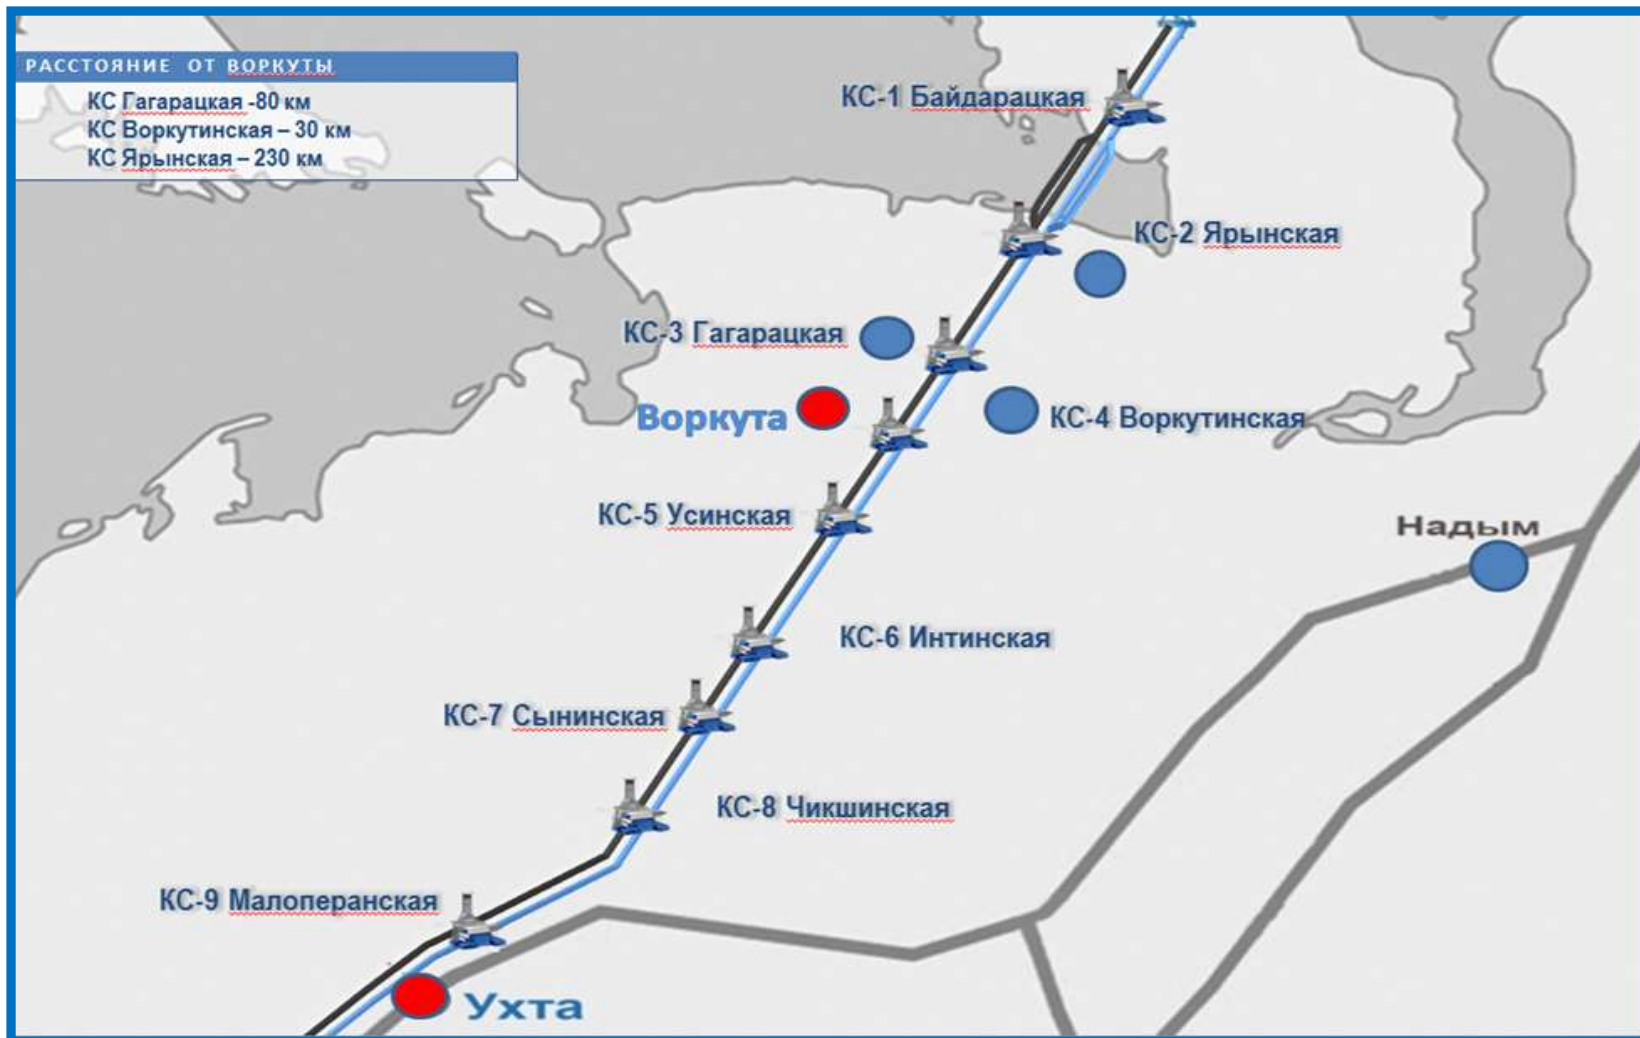 РАССТОЯНИЕ ОТ ВОРКУТЫ
КС Гагарацкая -80 км
КС Воркутинская – 30 км
КС Ярынская – 230 км
КС-1 Байдарацкая
КС-2 Ярынская
КС-3 Гагарацкая
Воркута
КС-4 Воркутинская
КС-5 Усинская
Надым
КС-6 Интинская
КС-7 Сынинская
КС-8 Чикшинская
КС-9 Малоперанская
Ухта